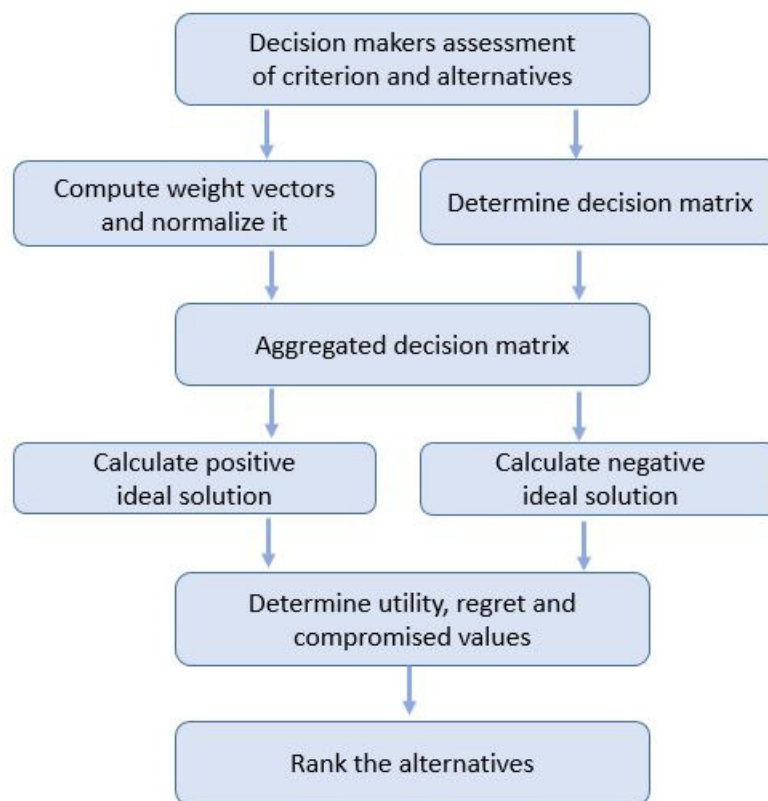 Decision makers assessment
of criterion and alternatives
Compute weight vectors
and normalize it
Determine decision matrix
Aggregated decision matrix
Calculate positive
ideal solution
Calculate negative
ideal solution
Determine utility, regret and
compromised values
Rank the alternatives